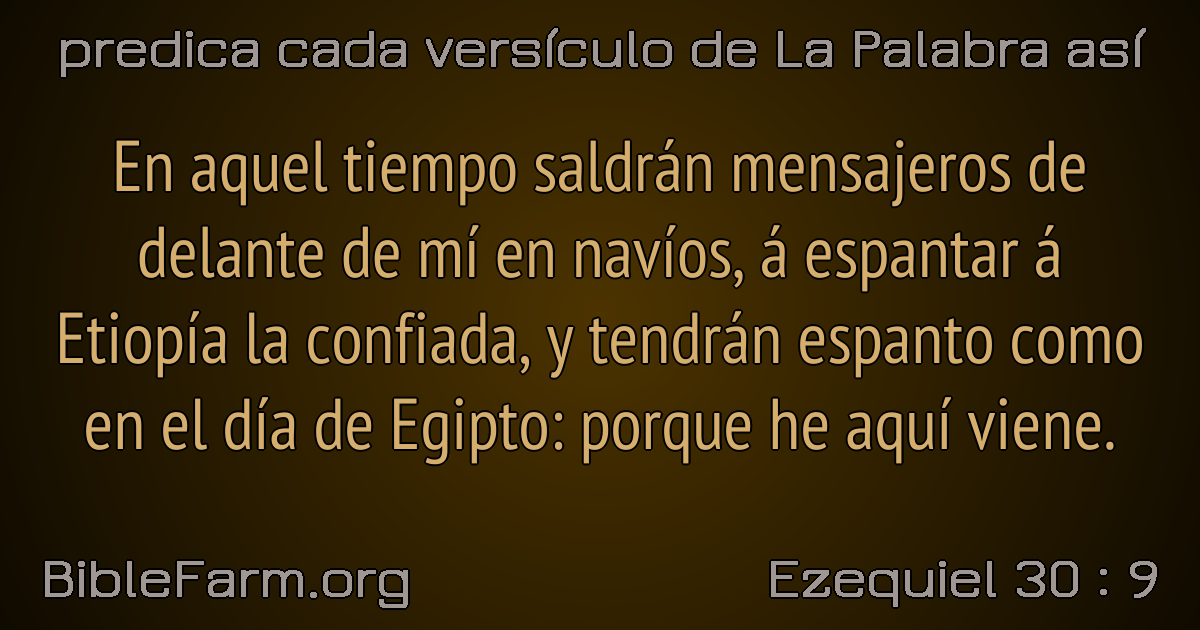 predica cada versículo de La Palabra así
En aquel tiempo saldrán mensajeros de
delante de mí en navíos, á espantar á
Etiopía la confiada, y tendrán espanto como
en el día de Egipto: porque he aquí viene.
BibleFarm.org
Ezequiel 30 : 9